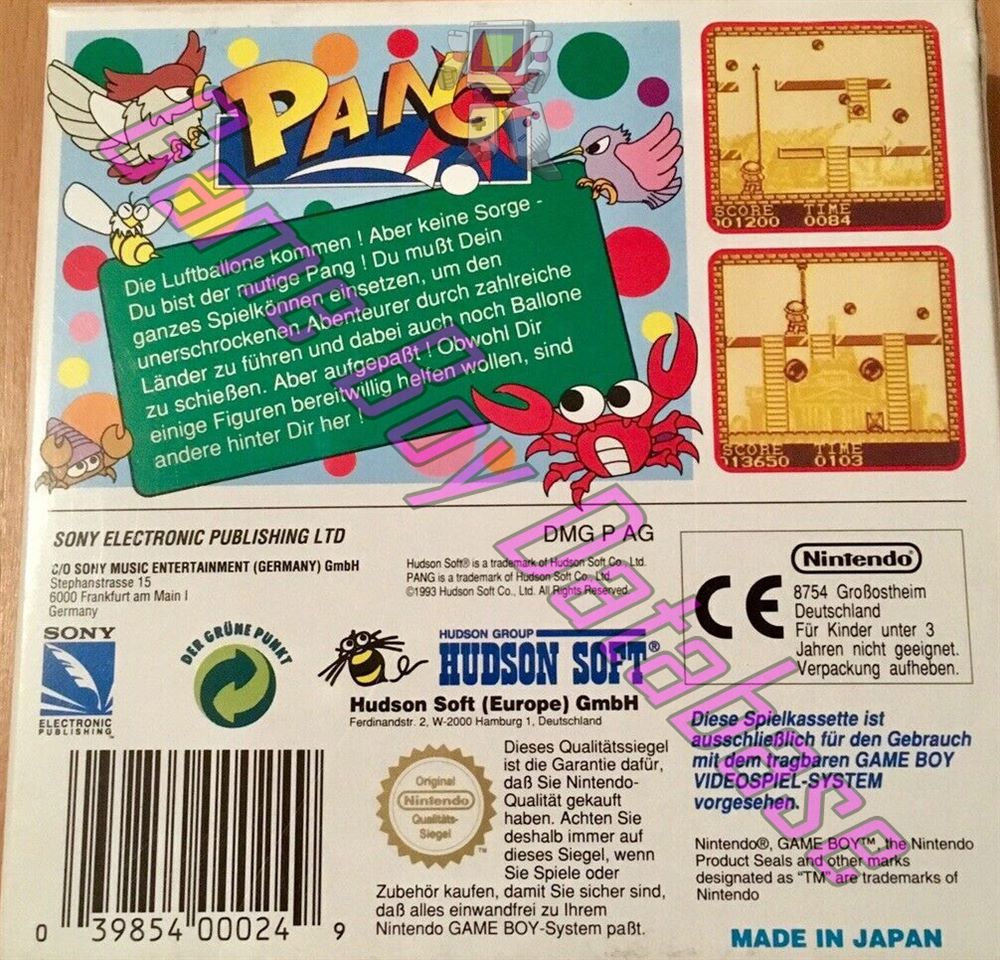 PANG
Die Luftballone kommen ! Aber keine Sorge -
Du bist der mutige Pang ! Du mußt Dein
ganzes Spielkönnen einsetzen, um den
unerschrockenen Abenteurer durch zahlreiche
Länder zu führen und dabei auch noch Ballone
zu schießen. Aber aufgepaßt ! Obwohl Dir
einige Figuren bereitwillig helfen wollen, sind
andere hinter Dir her !
SCORE TIME
001200 0084
SCORE TIME
113650 0103
Game Boy Database
SONY ELECTRONIC PUBLISHING LTD
C/O SONY MUSIC ENTERTAINMENT (GERMANY) GmbH
Stephanstrasse 15
6000 Frankfurt am Main I
Germany
DMG P AG
Hudson Soft® is a trademark of Hudson Soft Co., Ltd.
PANG is a trademark of Hudson Soft Co., Ltd.
©1993 Hudson Soft Co., Ltd. All Rights Reserved.
CE
Nintendo®
8754 Großostheim
Deutschland
Für Kinder unter 3
Jahren nicht geeignet.
Verpackung aufheben.
SONY
ELECTRONIC
PUBLISHING™
DER GRÜNE PUNKT
HUDSON GROUP
HUDSON SOFT®
Hudson Soft (Europe) GmbH
Ferdinandstr. 2, W-2000 Hamburg 1, Deutschland
Diese Spielkassette ist
ausschließlich für den Gebrauch
mit dem tragbaren GAME BOY
VIDEOSPIEL-SYSTEM
vorgesehen.
Original
Nintendo
Qualitäts-
Siegel
™
Dieses Qualitätssiegel
ist die Garantie dafür,
daß Sie Nintendo-
Qualität gekauft
haben. Achten Sie
deshalb immer auf
dieses Siegel, wenn
Sie Spiele oder
Zubehör kaufen, damit Sie sicher sind,
daß alles einwandfrei zu Ihrem
Nintendo GAME BOY-System paßt.
Nintendo®, GAME BOY™, the Nintendo
Product Seals and other marks
designated as "TM" are trademarks of
Nintendo
0 39854 00024 9
MADE IN JAPAN